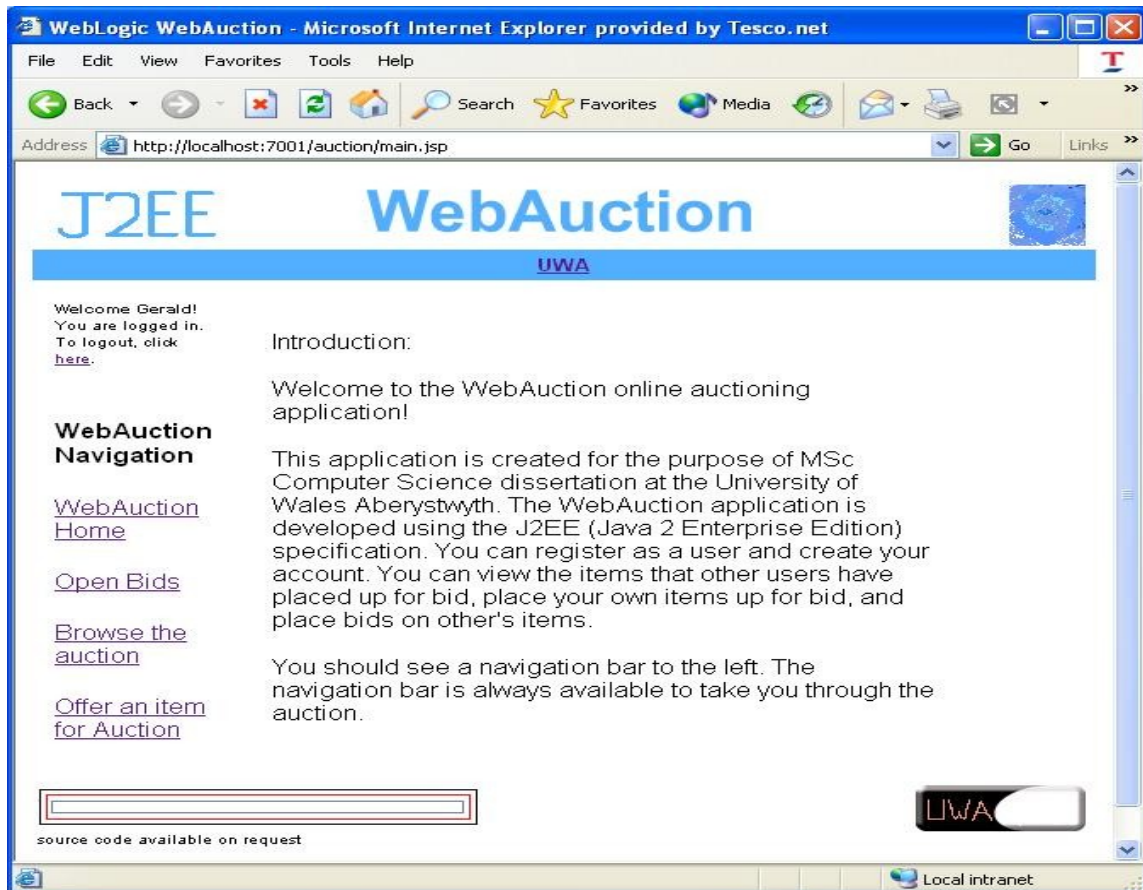 WebLogic WebAuction - Microsoft Internet Explorer provided by Tesco.net
File Edit View Favorites Tools Help
T
Back Search Favorites Media
Address http://localhost:7001/auction/main.jsp Go Links
J2EE WebAuction
UWA
Welcome Gerald!
You are logged in.
To logout, click
here.
WebAuction
Navigation
WebAuction
Home
Open Bids
Browse the
auction
Offer an item
for Auction
Introduction:
Welcome to the WebAuction online auctioning
application!
This application is created for the purpose of MSc
Computer Science dissertation at the University of
Wales Aberystwyth. The WebAuction application is
developed using the J2EE (Java 2 Enterprise Edition)
specification. You can register as a user and create your
account. You can view the items that other users have
placed up for bid, place your own items up for bid, and
place bids on other's items.
You should see a navigation bar to the left. The
navigation bar is always available to take you through the
auction.
UWA
source code available on request
Local intranet